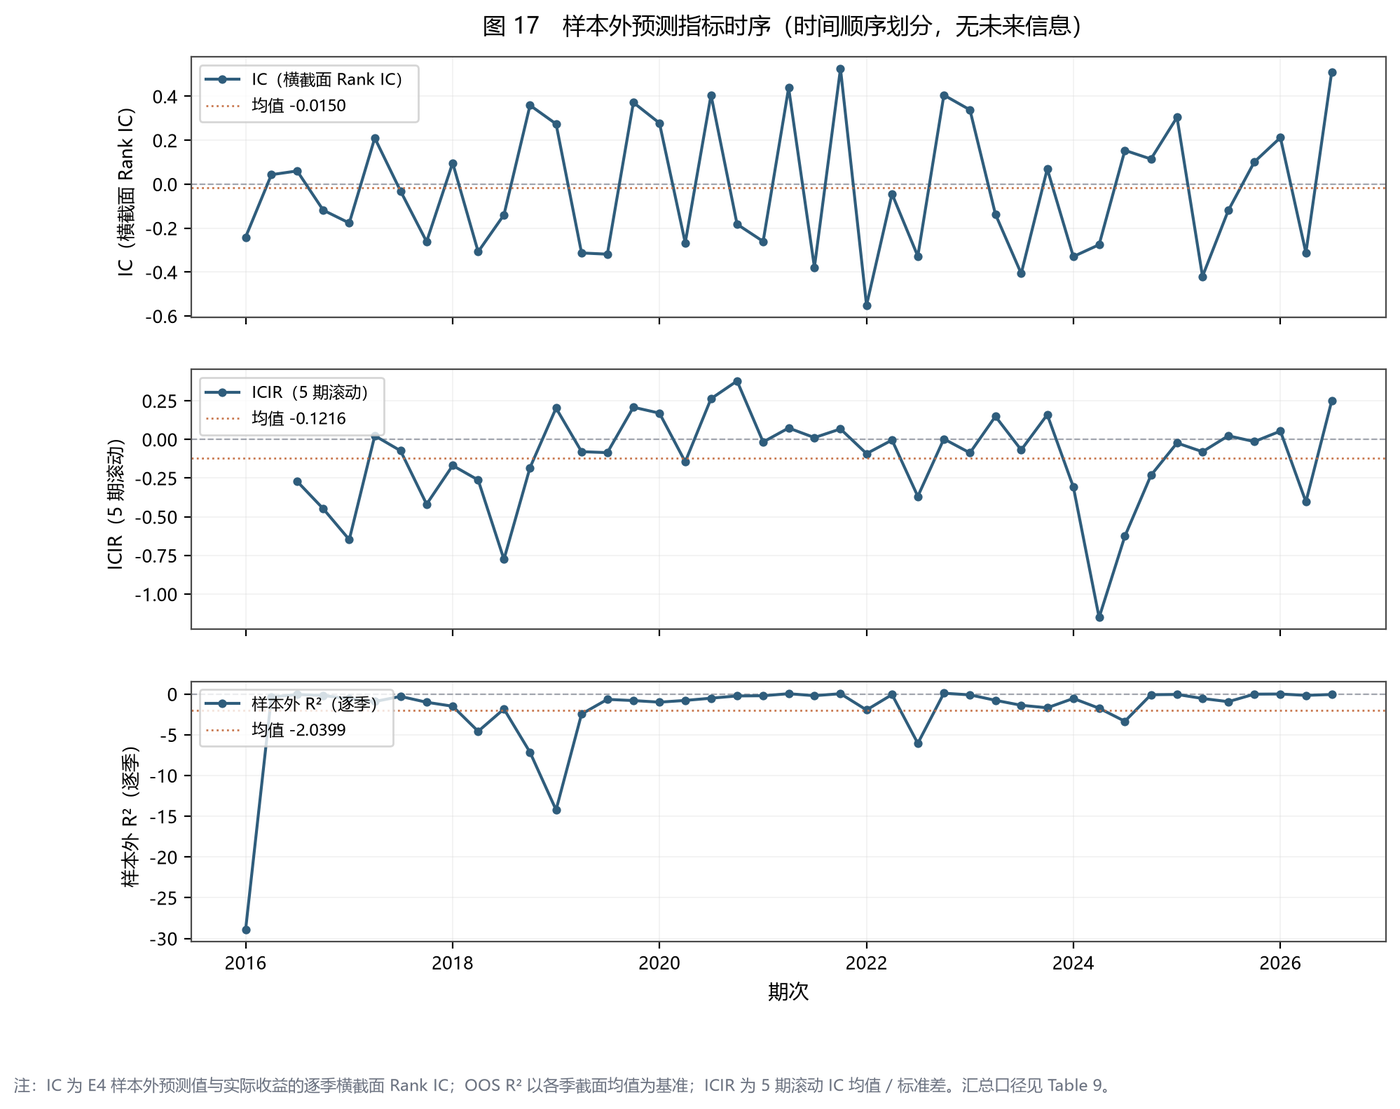 图 17 样本外预测指标时序（时间顺序划分，无未来信息）
IC（横截面 Rank IC）
均值 -0.0150
IC（横截面 Rank IC）
0.4
0.2
0.0
-0.2
-0.4
-0.6
ICIR（5 期滚动）
均值 -0.1216
ICIR（5 期滚动）
0.25
0.00
-0.25
-0.50
-0.75
-1.00
样本外 R²（逐季）
均值 -2.0399
样本外 R²（逐季）
0
-5
-10
-15
-20
-25
-30
2016 2018 2020 2022 2024 2026
期次
注：IC 为 E4 样本外预测值与实际收益的逐季横截面 Rank IC；OOS R² 以各季截面均值为基准；ICIR 为 5 期滚动 IC 均值 / 标准差。汇总口径见 Table 9。